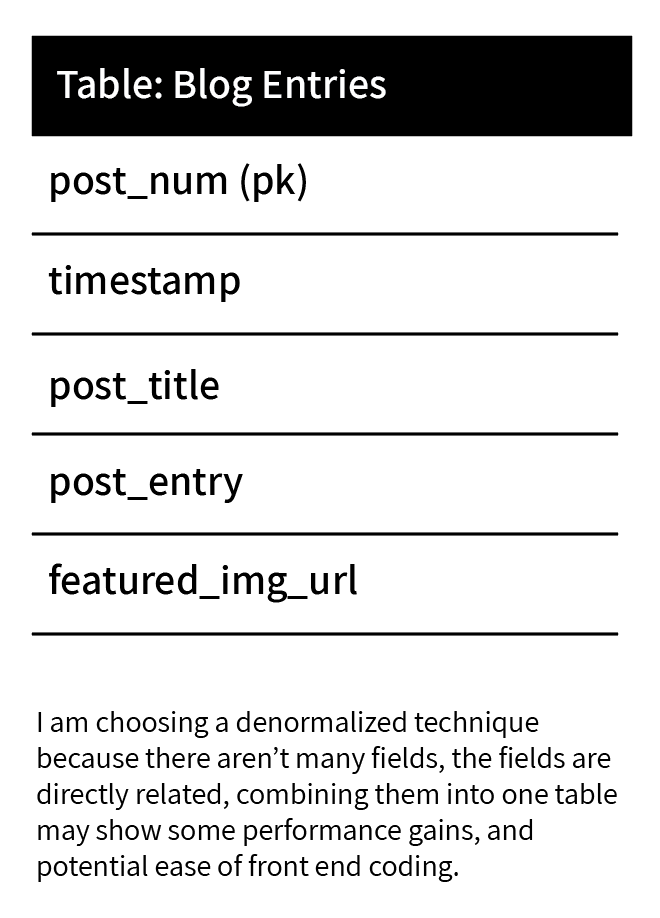 Table: Blog Entries
post_num (pk)
timestamp
post_title
post_entry
featured_img_url
I am choosing a denormalized technique
because there aren’t many fields, the fields are
directly related, combining them into one table
may show some performance gains, and
potential ease of front end coding.